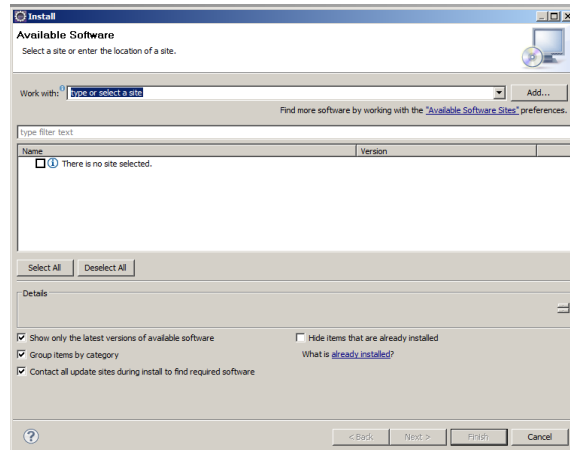 Install
Available Software
Select a site or enter the location of a site.
Work with: type or select a site Add...
Find more software by working with the "Available Software Sites" preferences.
type filter text
Name Version
There is no site selected.
Select All Deselect All
Details
Show only the latest versions of available software Hide items that are already installed
Group items by category What is already installed?
Contact all update sites during install to find required software
< Back Next > Finish Cancel